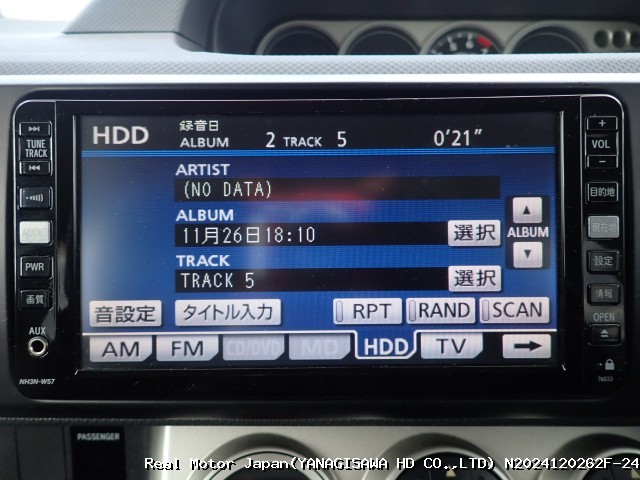 HDD 録音日
ALBUM 2 TRACK 5 0'21"
ARTIST
(NO DATA)
ALBUM
11月26日18:10 選択
ALBUM
TRACK
TRACK 5 選択
音設定 タイトル入力 RPT RAND SCAN
AM FM CD/DVD MD HDD TV
TUNE
TRACK
AUDIO
PWR
画質
AUX
NH3N-W57
+
VOL
-
目的地
現在地
設定
情報
OPEN
76033
PASSENGER
Real Motor Japan(YANAGISAWA HD CO.,LTD) N2024120262F-24